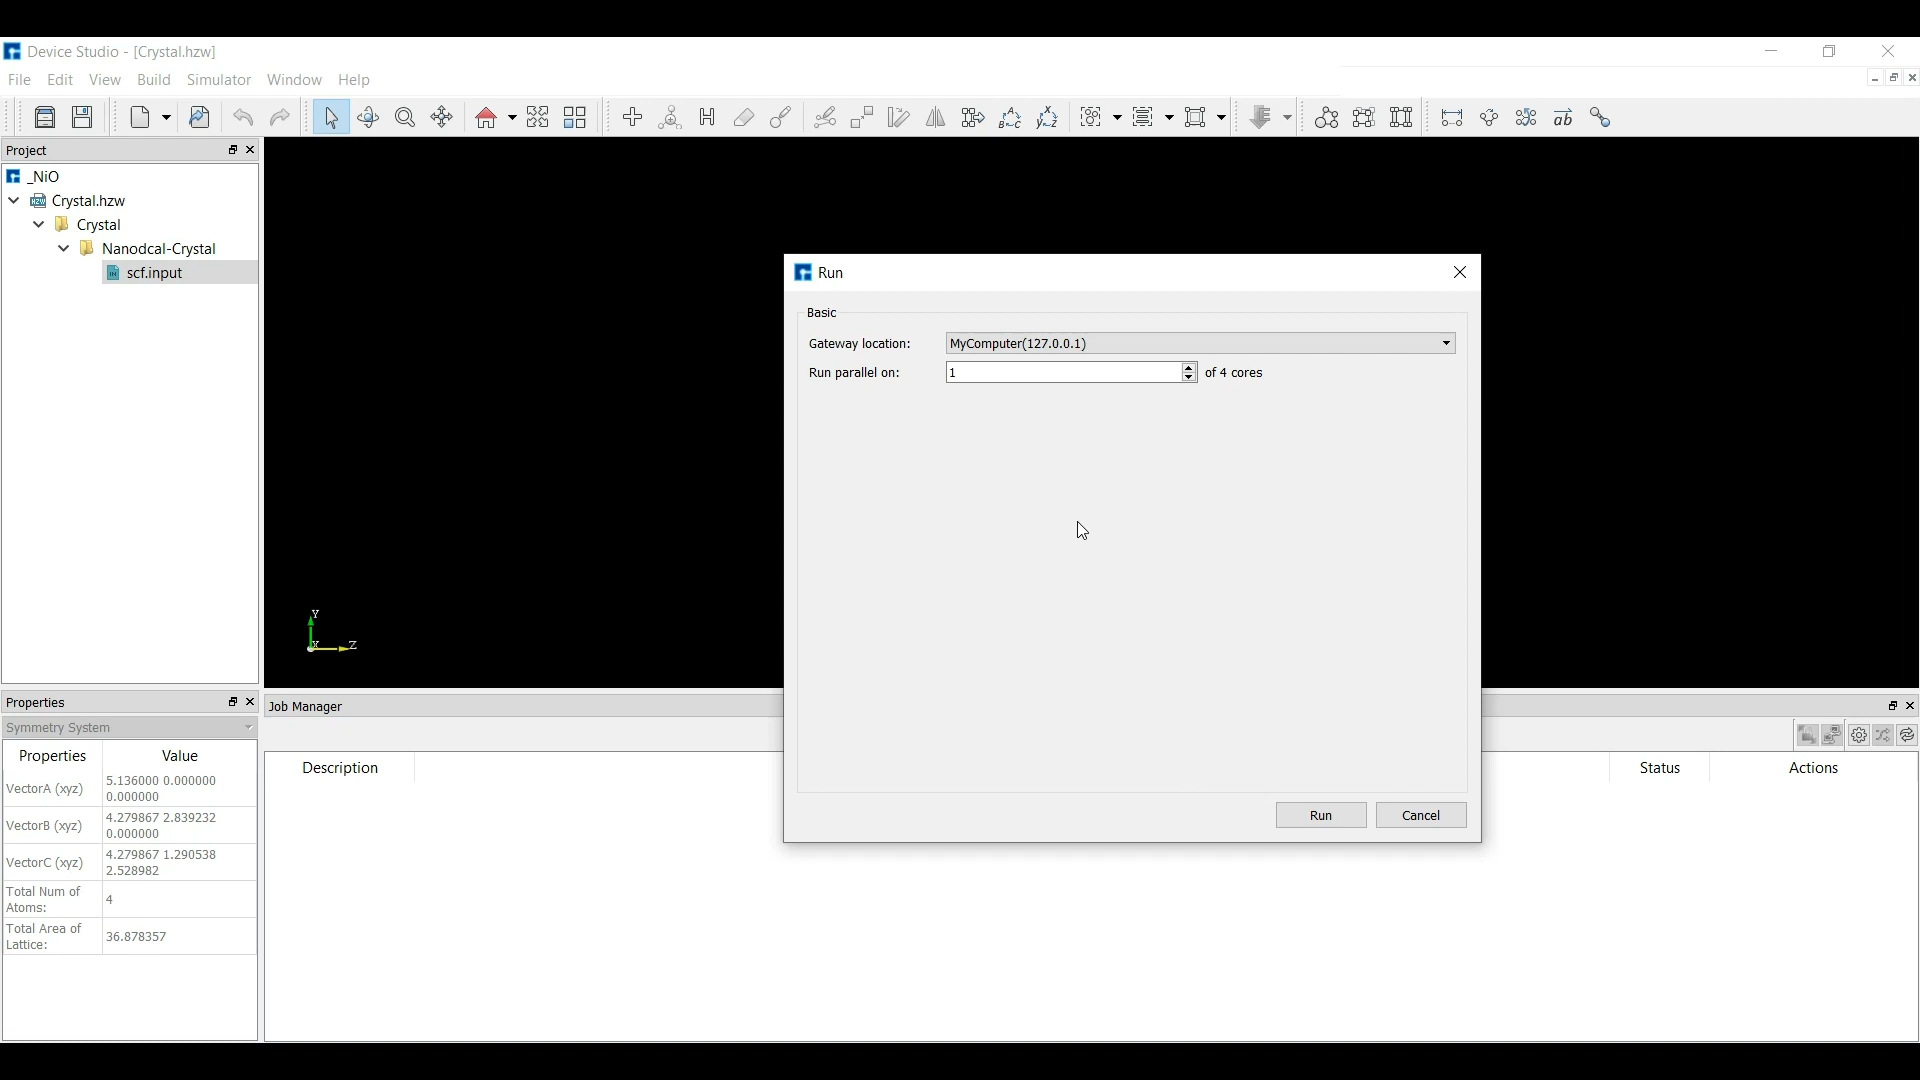 Device Studio - [Crystal.hzw]
File Edit View Build Simulator Window Help
Project
_NiO
Crystal.hzw
Crystal
Nanodcal-Crystal
scf.input
Y
X
Z
Run
Basic
Gateway location: MyComputer(127.0.0.1)
Run parallel on: 1 of 4 cores
Run Cancel
Properties
Symmetry System
Properties Value
VectorA (xyz) 5.136000 0.000000
0.000000
VectorB (xyz) 4.279867 2.839232
0.000000
VectorC (xyz) 4.279867 1.290538
2.528982
Total Num of
Atoms: 4
Total Area of
Lattice: 36.878357
Job Manager
Description Status Actions